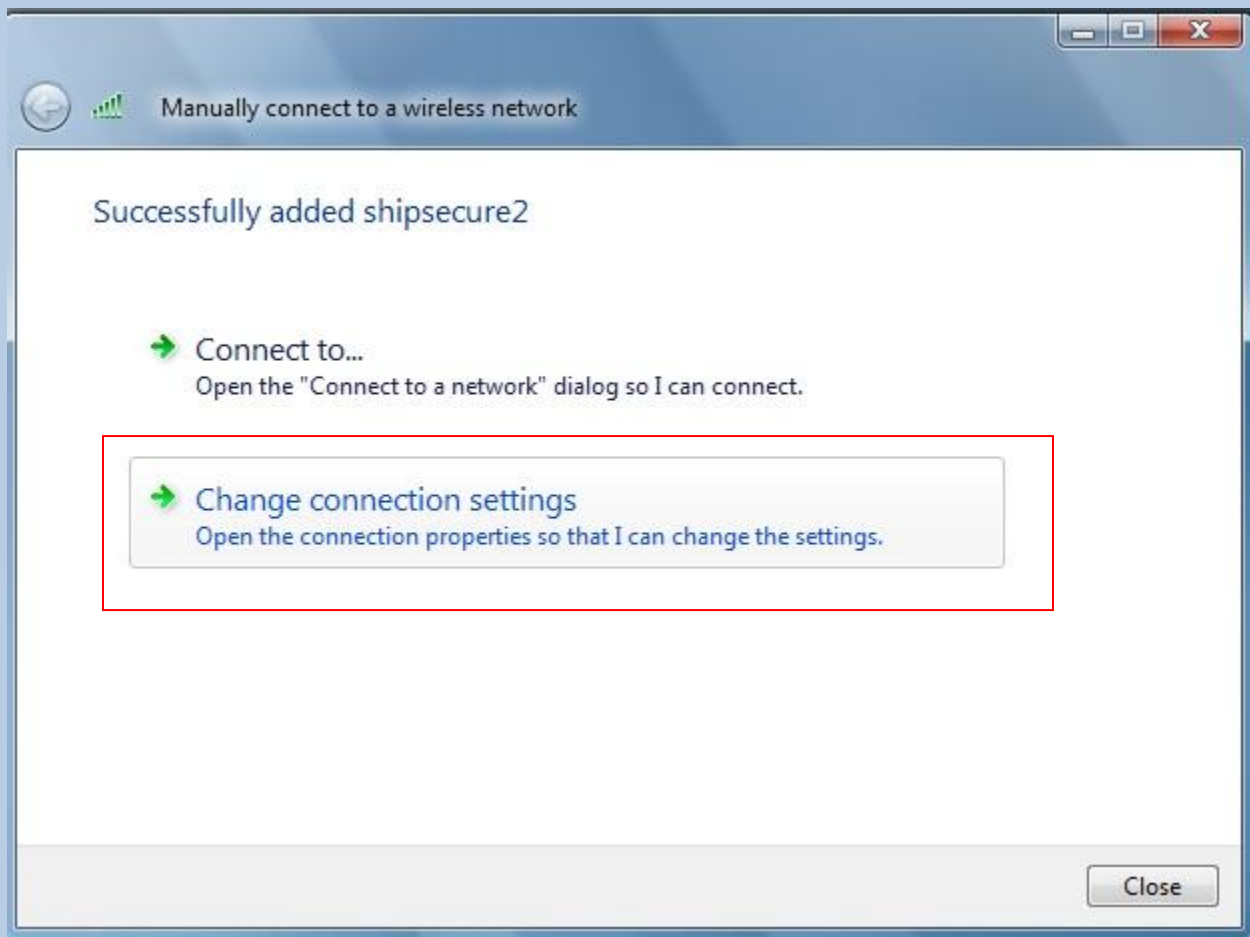 Manually connect to a wireless network
Successfully added shipsecure2
Connect to...
Open the "Connect to a network" dialog so I can connect.
Change connection settings
Open the connection properties so that I can change the settings.
Close